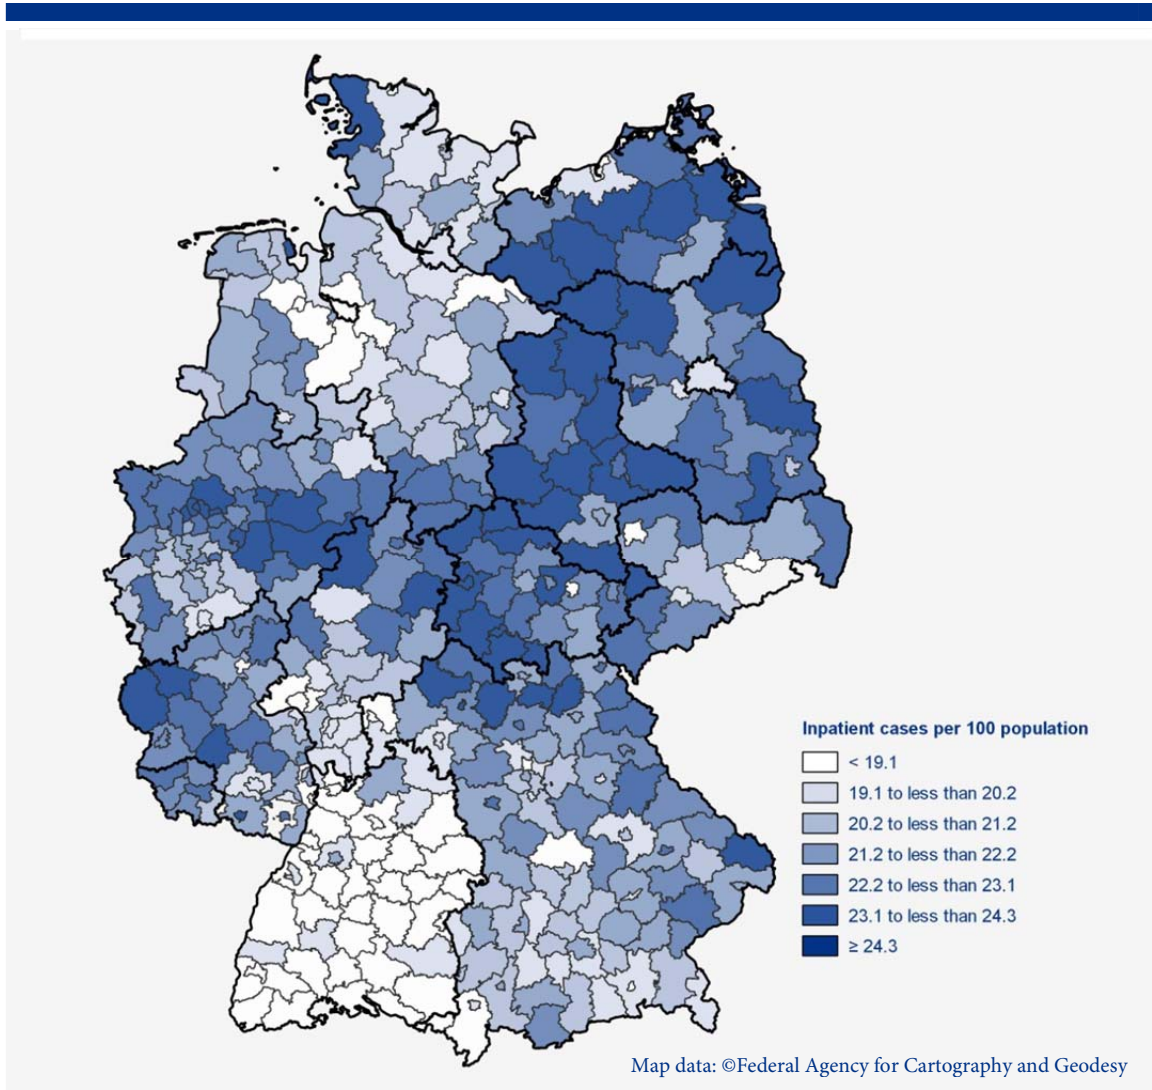 Inpatient cases per 100 population
< 19.1
19.1 to less than 20.2
20.2 to less than 21.2
21.2 to less than 22.2
22.2 to less than 23.1
23.1 to less than 24.3
≥ 24.3
Map data: ©Federal Agency for Cartography and Geodesy